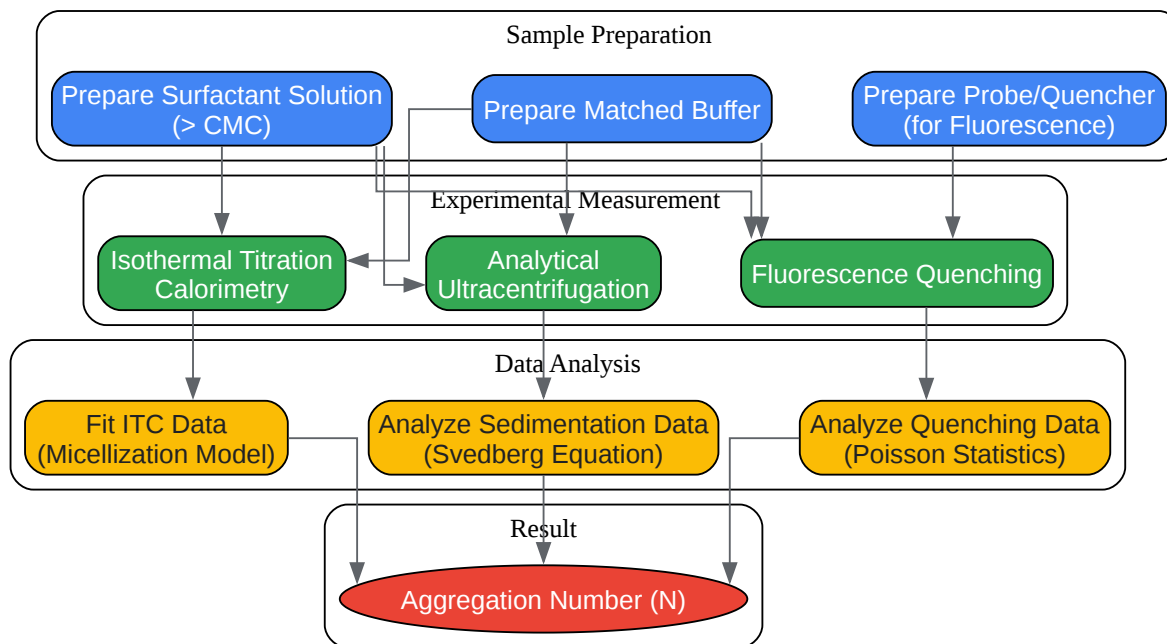 Sample Preparation
Prepare Surfactant Solution
(> CMC)
Prepare Matched Buffer
Prepare Probe/Quencher
(for Fluorescence)
Experimental Measurement
Isothermal Titration
Calorimetry
Analytical
Ultracentrifugation
Fluorescence Quenching
Data Analysis
Fit ITC Data
(Micellization Model)
Analyze Sedimentation Data
(Svedberg Equation)
Analyze Quenching Data
(Poisson Statistics)
Result
Aggregation Number (N)